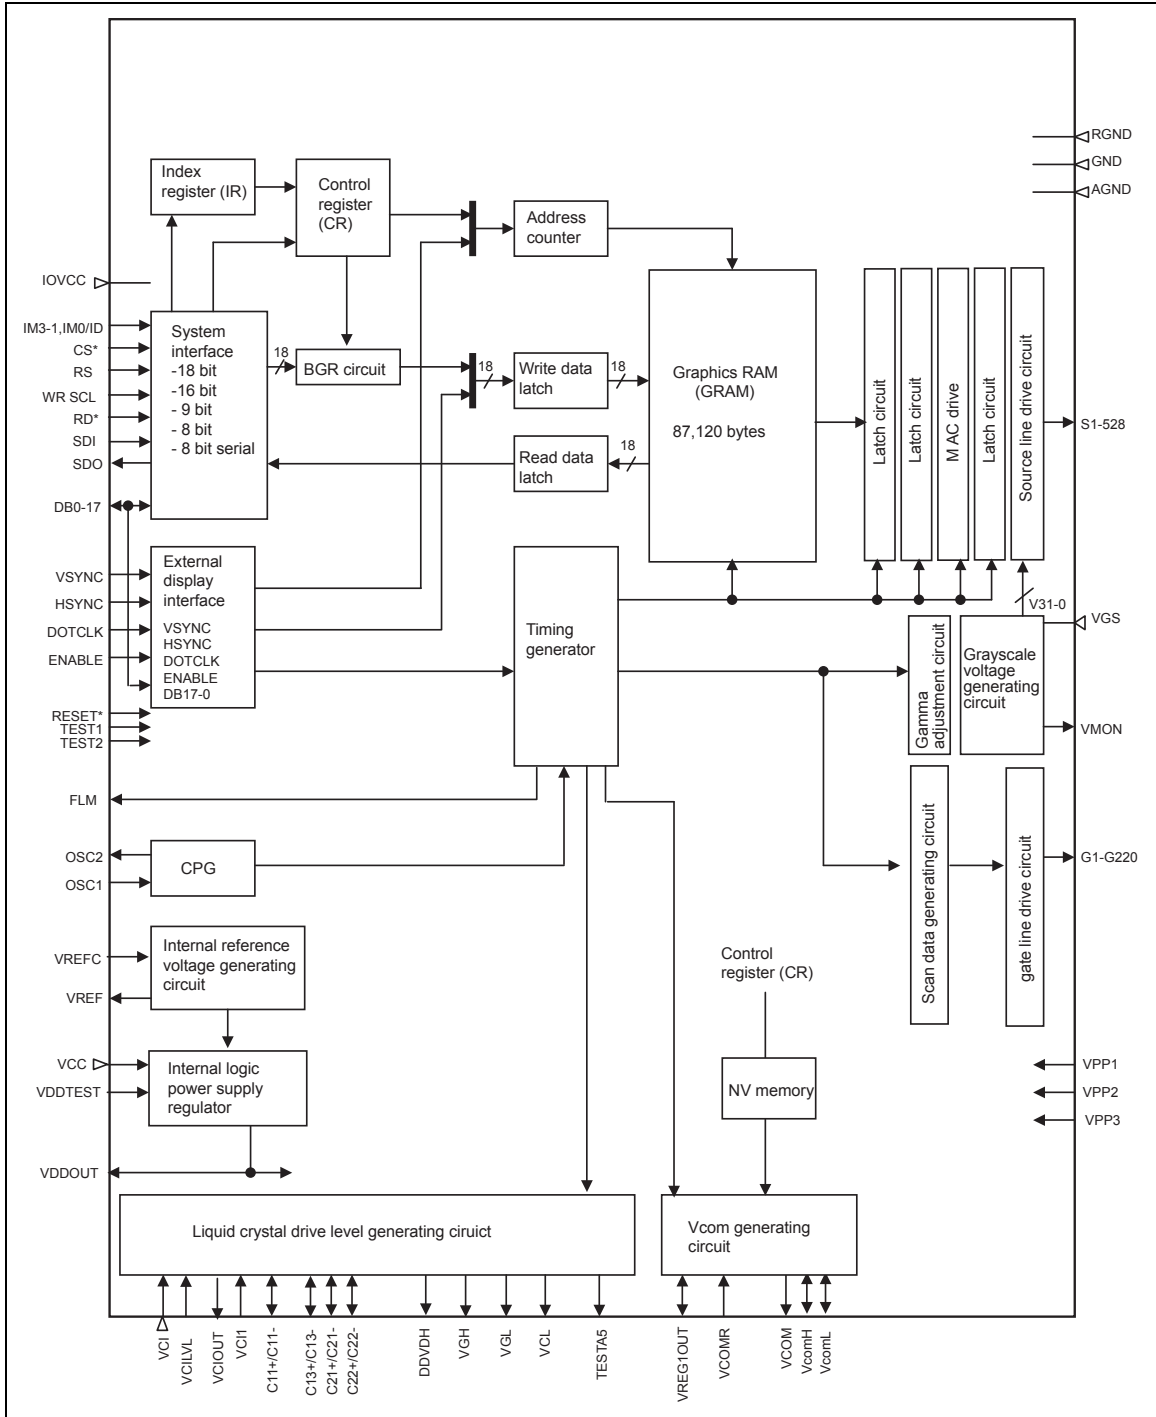 RGND
GND
AGND
Index
register (IR)
Control
register
(CR)
Address
counter
IOVCC
IM3-1,IM0/ID
CS*
RS
WR SCL
RD*
SDI
SDO
DB0-17
System
interface
-18 bit
-16 bit
- 9 bit
- 8 bit
- 8 bit serial
18
BGR circuit
18
Write data
latch
18
Read data
latch
18
Graphics RAM
(GRAM)
87,120 bytes
Latch circuit
Latch circuit
M AC drive
Latch circuit
Source line drive circuit
S1-528
VSYNC
HSYNC
DOTCLK
ENABLE
External
display
interface
VSYNC
HSYNC
DOTCLK
ENABLE
DB17-0
RESET*
TEST1
TEST2
Timing
generator
V31-0
VGS
Gamma
adjustment circuit
Grayscale
voltage
generating
circuit
VMON
FLM
OSC2
OSC1
CPG
Scan data generating circuit
gate line drive circuit
G1-G220
VREFC
VREF
Internal reference
voltage generating
circuit
Control
register (CR)
VCC
VDDTEST
Internal logic
power supply
regulator
NV memory
VPP1
VPP2
VPP3
VDDOUT
Liquid crystal drive level generating ciruict
Vcom generating
circuit
VCI
VCILVL
VCIOUT
VCI1
C11+/C11-
C13+/C13-
C21+/C21-
C22+/C22-
DDVDH
VGH
VGL
VCL
TESTA5
VREG1OUT
VCOMR
VCOM
VcomH
VcomL